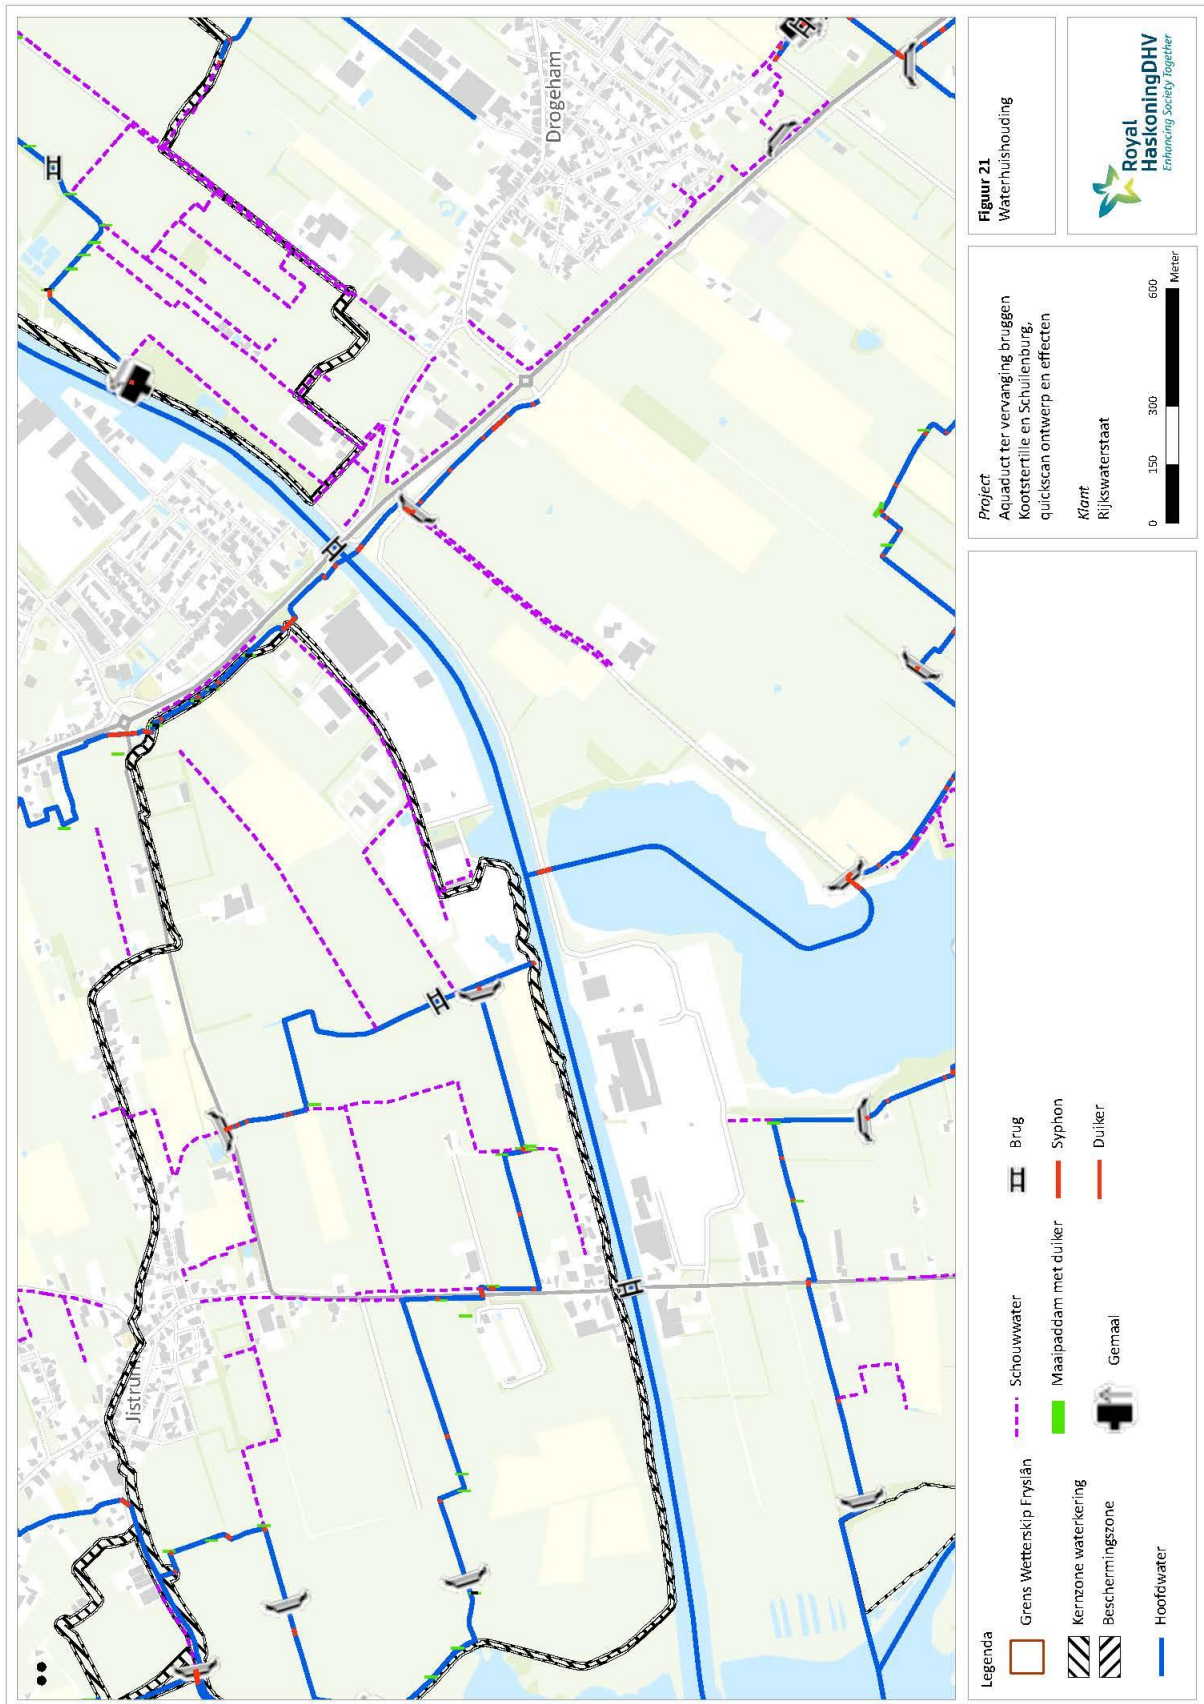 Jistrum
Drogeham
Legenda
Grens Wetterskip Fryslân
Kernzone waterkering
Beschermingszone
Hoofdwater
Schouwwater
Maaipaddam met duiker
Gemaal
Brug
Syphon
Duiker
Project
Aquaduct ter vervanging bruggen
Kootstertille en Schuilenburg,
quickscan ontwerp en effecten
Klant
Rijkswaterstaat
0 150 300 600
Meter
Figuur 21
Waterhuishouding
Royal
HaskoningDHV
Enhancing Society Together